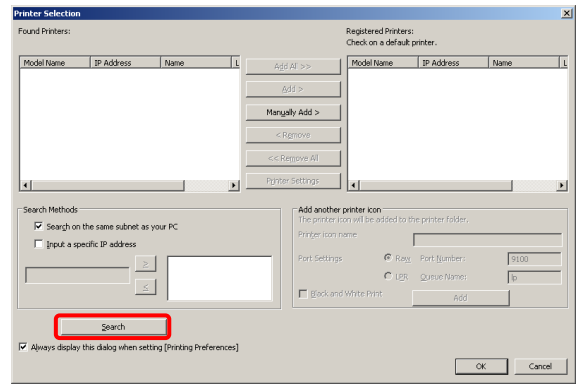 Printer Selection
Found Printers:
Registered Printers:
Check on a default printer.
Model Name IP Address Name L
Model Name IP Address Name L
Add All >>
Add >
Manually Add >
< Remove
<< Remove All
Printer Settings
Search Methods
Search on the same subnet as your PC
Input a specific IP address
≥
≤
Add another printer icon
The printer icon will be added to the printer folder.
Printer icon name
Port Settings Raw Port Number: 9100
LPR Queue Name: lp
Black and White Print Add
Search
Always display this dialog when setting [Printing Preferences]
OK Cancel